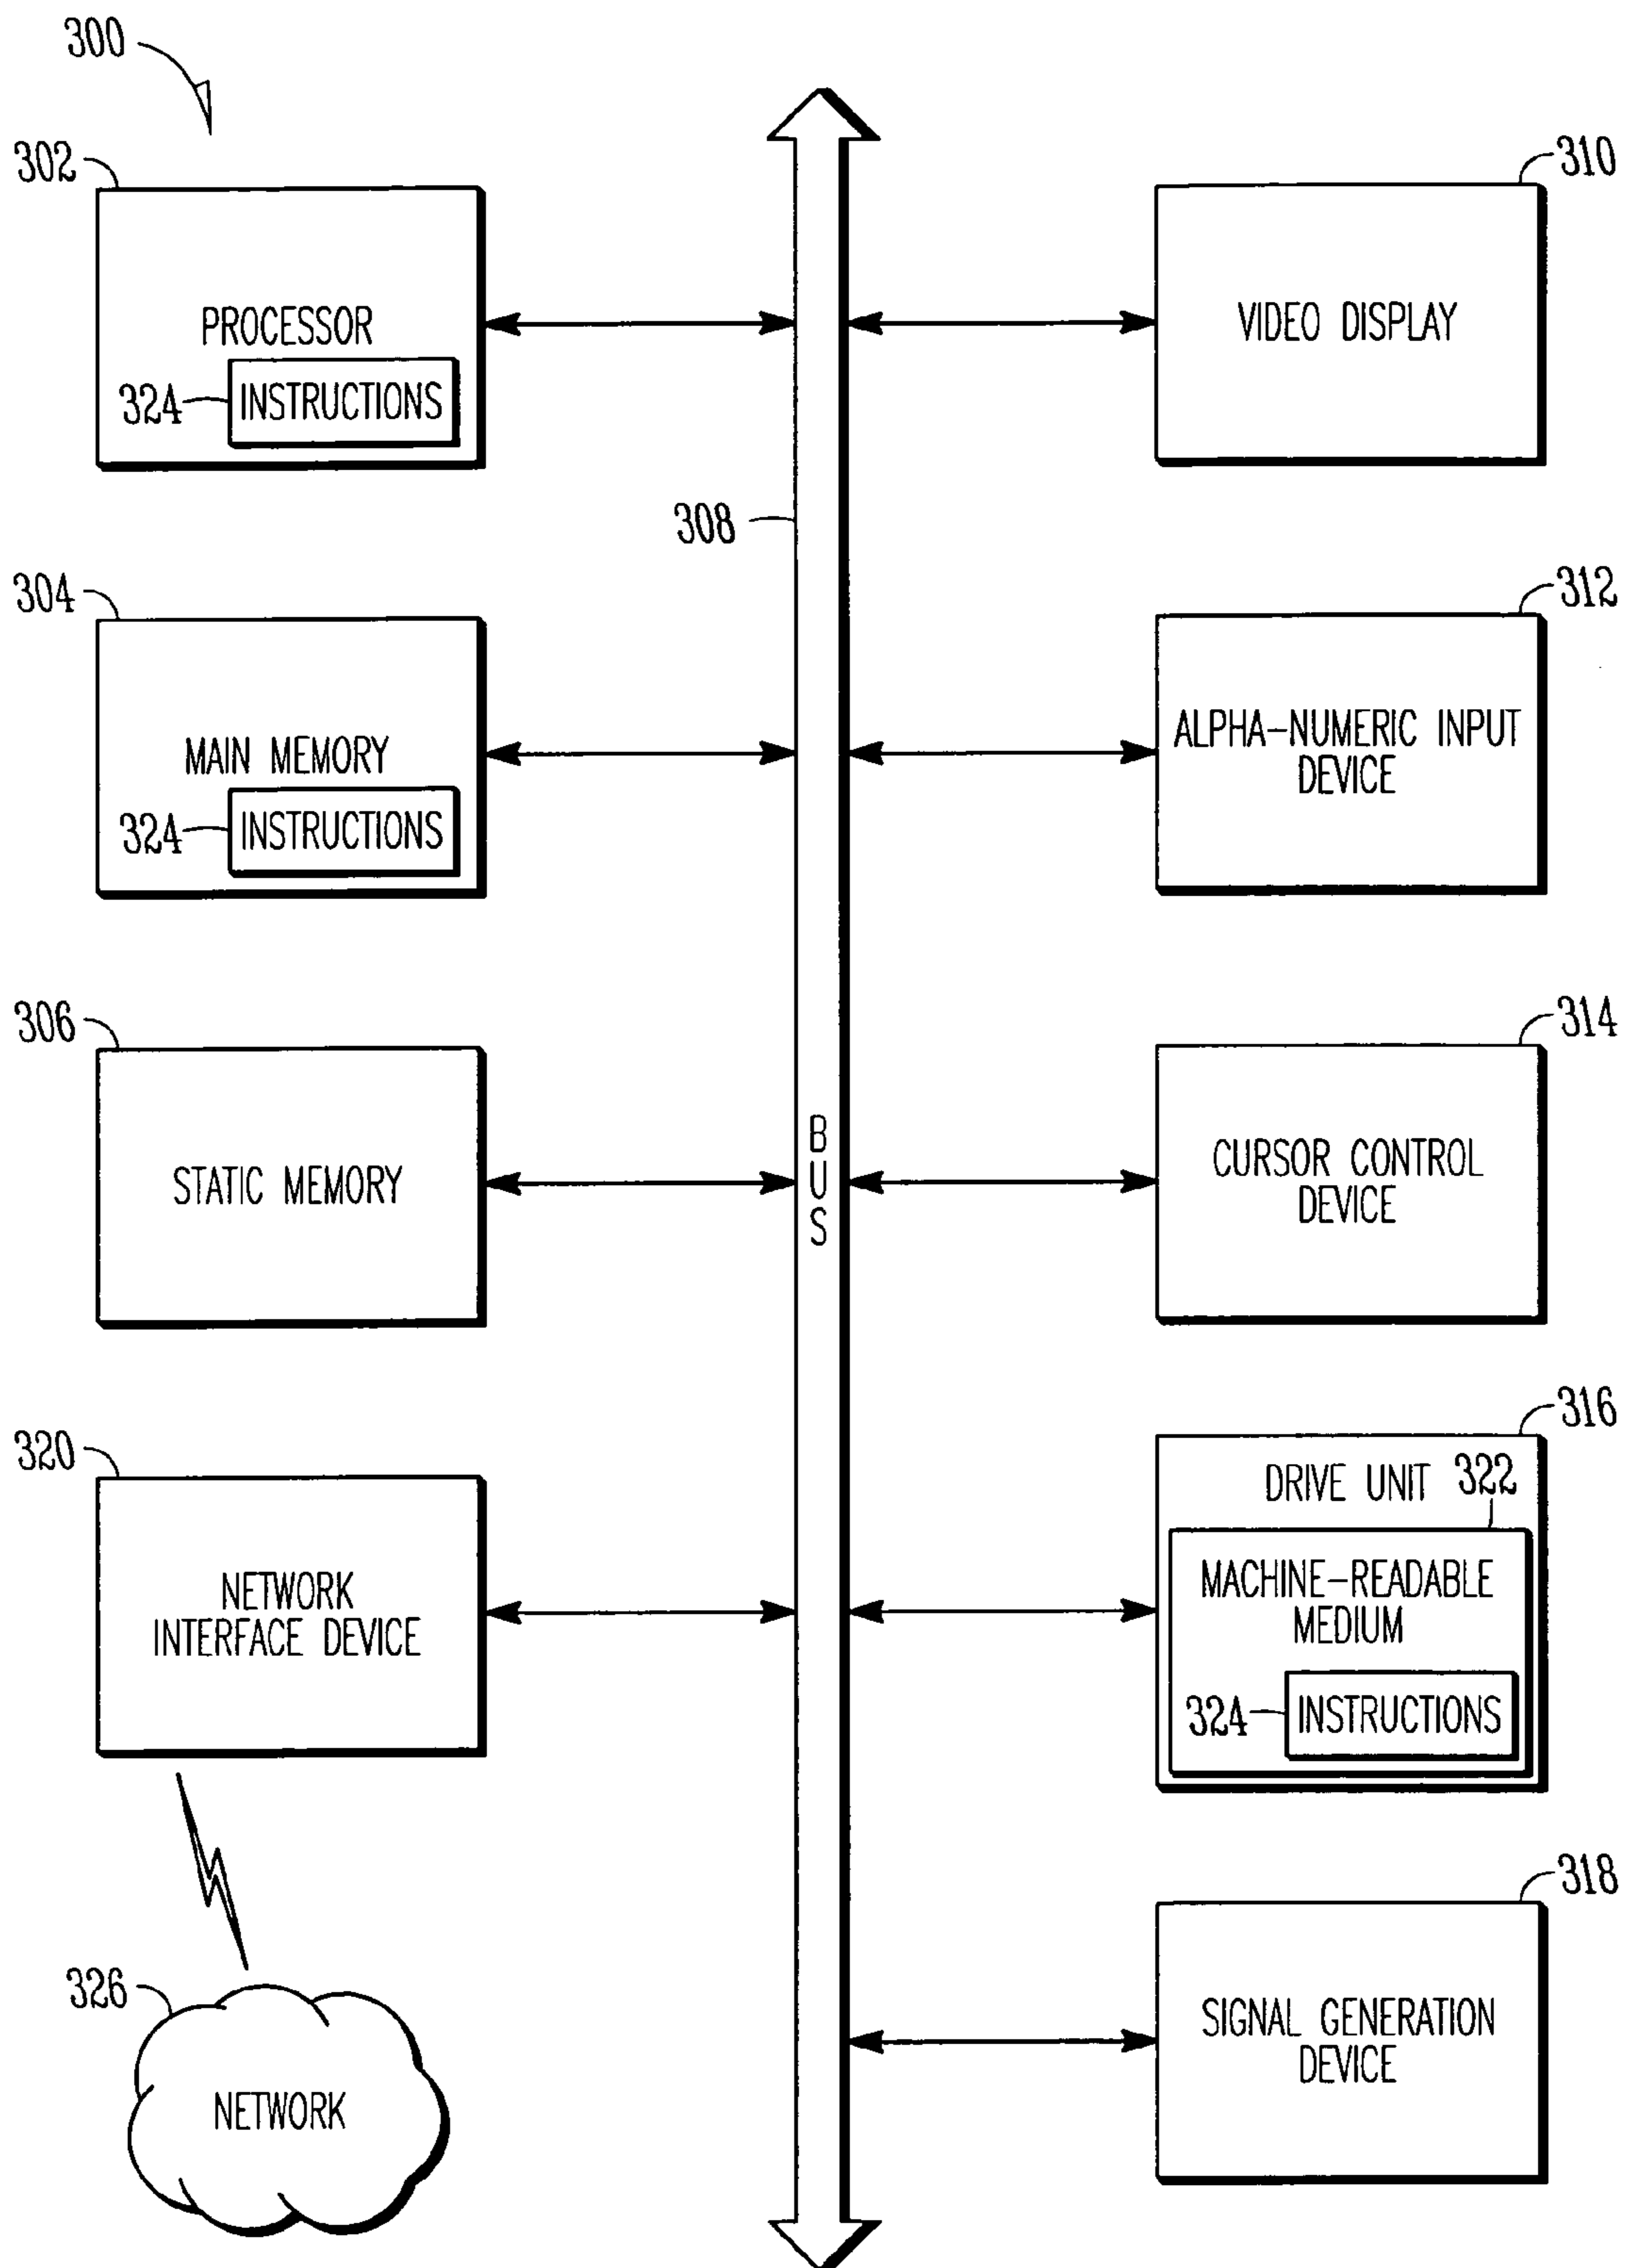 300
302
PROCESSOR
324
INSTRUCTIONS
304
MAIN MEMORY
324
INSTRUCTIONS
306
STATIC MEMORY
320
NETWORK
INTERFACE DEVICE
326
NETWORK
308
B
U
S
310
VIDEO DISPLAY
312
ALPHA-NUMERIC INPUT
DEVICE
314
CURSOR CONTROL
DEVICE
316
DRIVE UNIT 322
MACHINE-READABLE
MEDIUM
324
INSTRUCTIONS
318
SIGNAL GENERATION
DEVICE